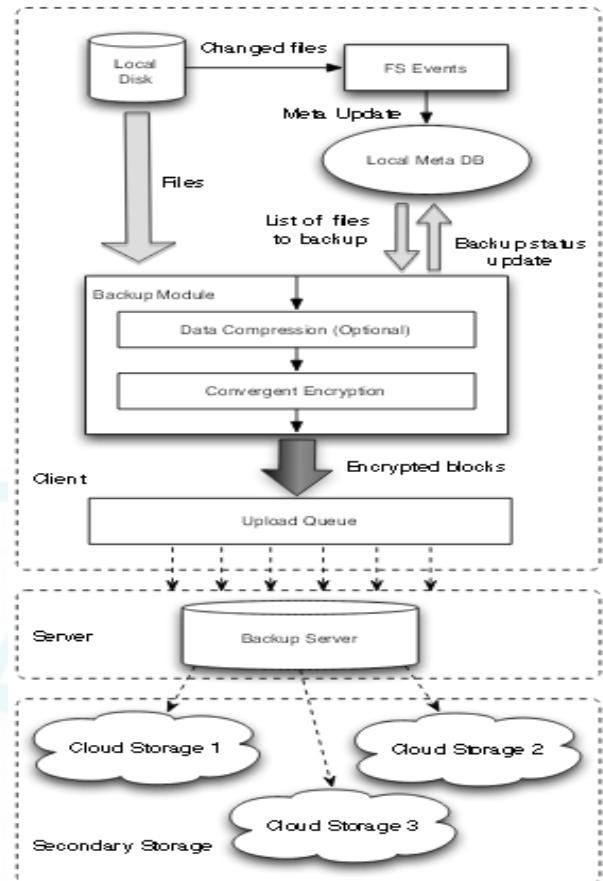 Changed files
Local
Disk
FS Events
Meta Update
Local Meta DB
Files
List of files
to backup
Backup status
update
Backup Module
Data Compression (Optional)
Convergent Encryption
Encrypted blocks
Client
Upload Queue
Server
Backup Server
Cloud Storage 1
Cloud Storage 2
Cloud Storage 3
Secondary Storage